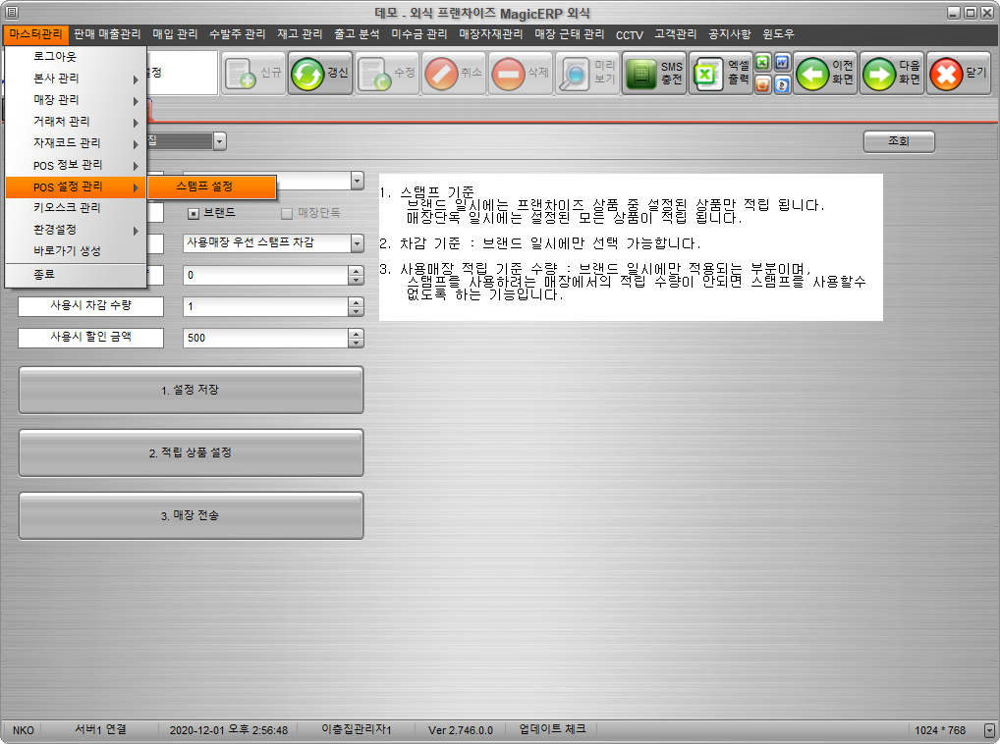 데모 - 외식 프랜차이즈 MagicERP 외식
마스터관리 판매 매출관리 매입 관리 수발주 관리 재고 관리 출고 분석 미수금 관리 매장자재관리 매장 근태 관리 CCTV 고객관리 공지사항 윈도우
설정 신규 갱신 수정 취소 삭제 미리보기 SMS충전 엑셀출력 이전화면 다음화면 닫기
조회
로그아웃
본사 관리
매장 관리
거래처 관리
자재코드 관리
POS 정보 관리
POS 설정 관리
스탬프 설정
키오스크 관리
환경설정
바로가기 생성
종료
브랜드 매장단독
사용매장 우선 스탬프 차감
0
사용시 차감 수량 1
사용시 할인 금액 500
1. 설정 저장
2. 적립 상품 설정
3. 매장 전송
1. 스탬프 기준
브랜드 일시에는 프랜차이즈 상품 중 설정된 상품만 적립 됩니다.
매장단독 일시에는 설정된 모든 상품이 적립 됩니다.
2. 차감 기준 : 브랜드 일시에만 선택 가능합니다.
3. 사용매장 적립 기준 수량 : 브랜드 일시에만 적용되는 부분이며,
스탬프를 사용하려는 매장에서의 적립 수량이 안되면 스탬프를 사용할수
없도록 하는 기능입니다.
NKO 서버1 연결 2020-12-01 오후 2:56:48 이층집관리자1 Ver 2.746.0.0 업데이트 체크 1024 * 768